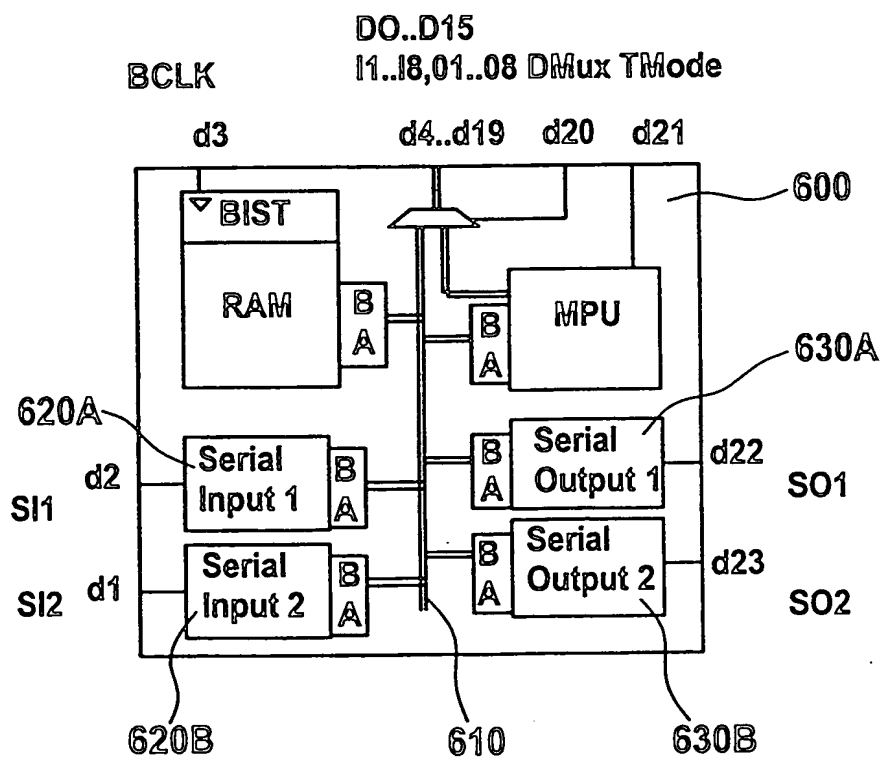 DO..D15
BCLK I1..I8,01..08 DMux TMode
d3 d4..d19 d20 d21
600
BIST
RAM
B
A
B
A
MPU
630A
620A
Serial
Input 1
B
A
B
A
Serial
Output 1
d2
d22
SI1
SO1
Serial
Input 2
B
A
B
A
Serial
Output 2
d1
d23
SI2
SO2
620B 610 630B